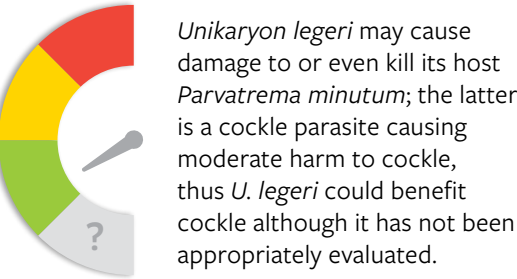 Unikaryon legeri may cause
damage to or even kill its host
Parvatrema minutum; the latter
is a cockle parasite causing
moderate harm to cockle,
thus U. legeri could benefit
cockle although it has not been
appropriately evaluated.
?